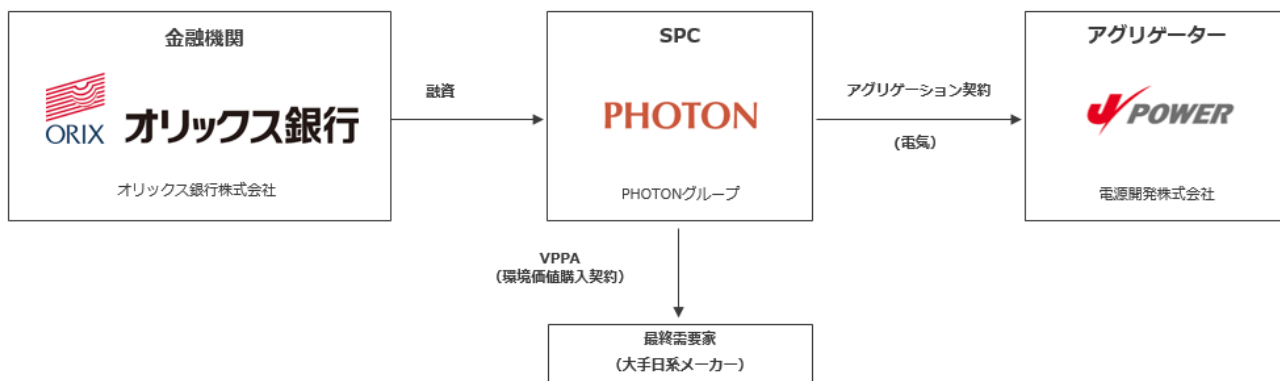 金融機関
ORIX オリックス銀行
オリックス銀行株式会社
融資
SPC
PHOTON
PHOTONグループ
アグリゲーション契約
(電気）
アグリゲーター
POWER
電源開発株式会社
VPPA
（環境価値購入契約）
最終需要家
（大手日系メーカー）